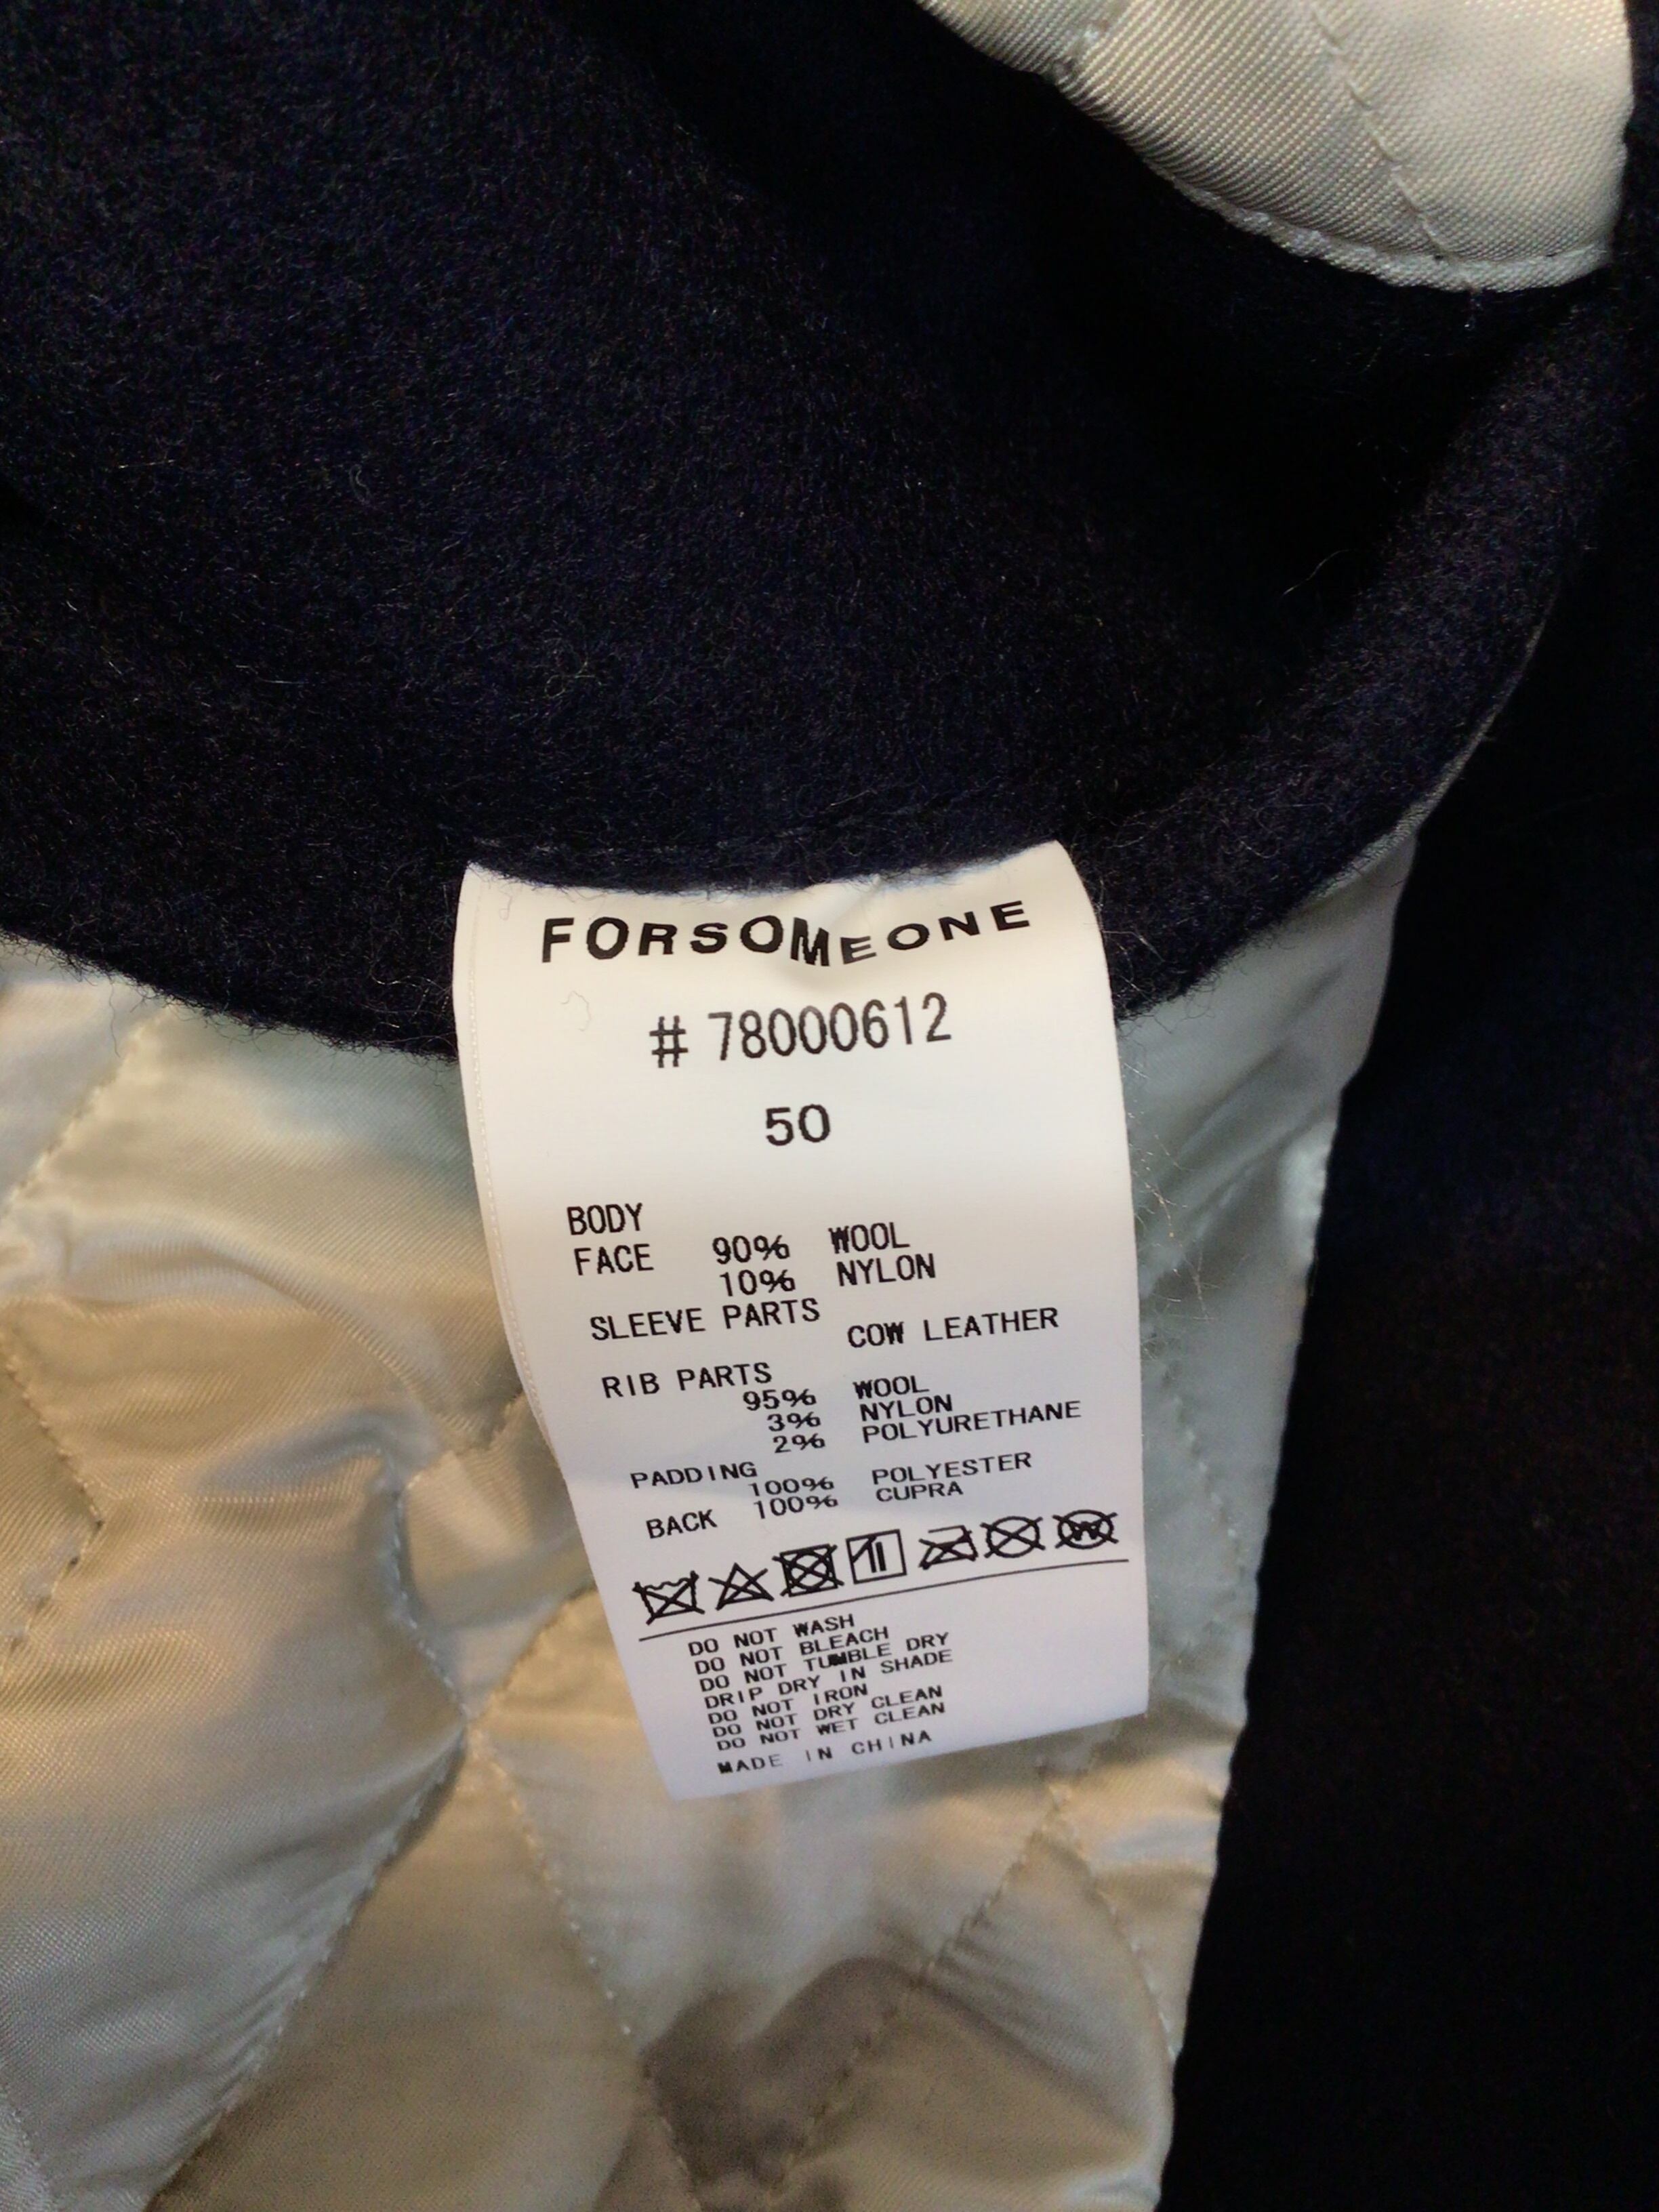 FORSOMEONE
# 78000612
50
BODY
FACE 90% WOOL
10% NYLON
SLEEVE PARTS
COW LEATHER
RIB PARTS
95% WOOL
3% NYLON
2% POLYURETHANE
PADDING
100% POLYESTER
BACK 100% CUPRA
W
DO NOT WASH
DO NOT BLEACH
DO NOT TUMBLE DRY
DRIP DRY IN SHADE
DO NOT IRON
DO NOT DRY CLEAN
DO NOT WET CLEAN
MADE IN CHINA